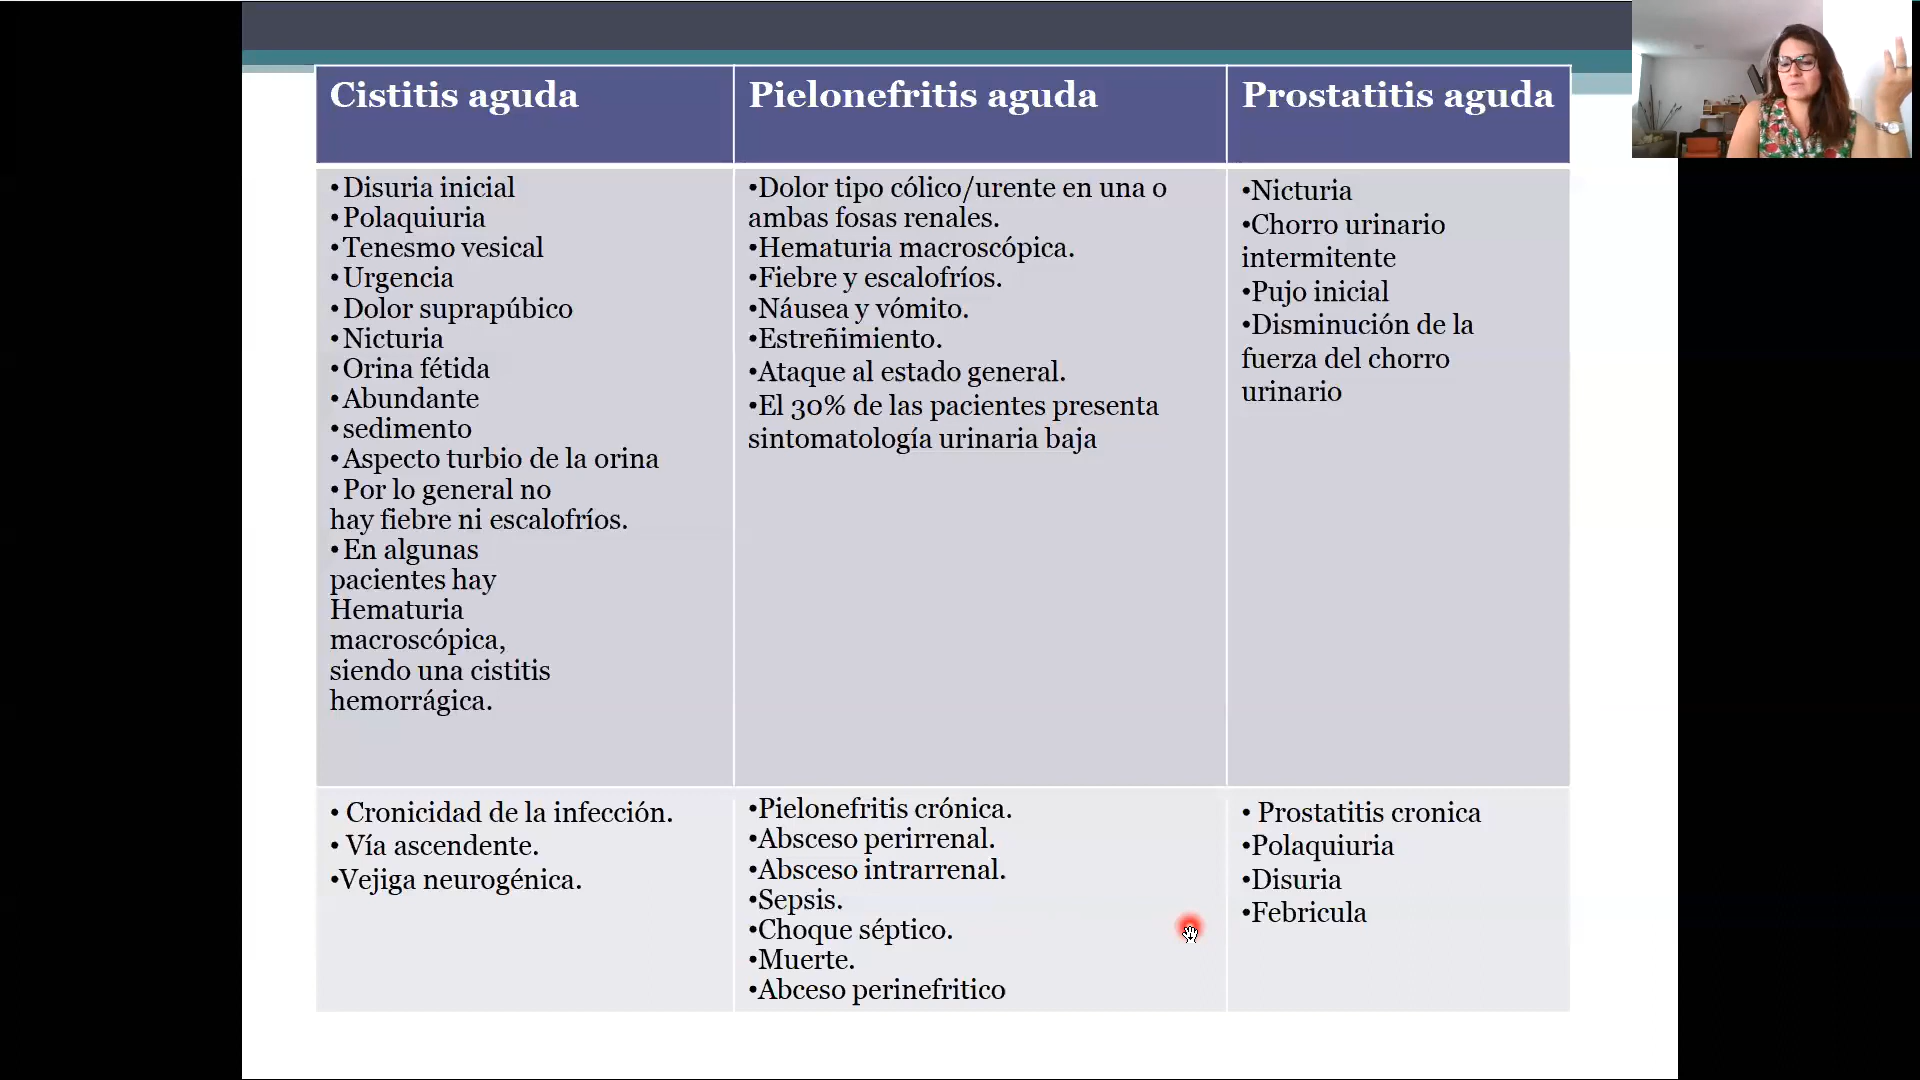 Cistitis aguda
Pielonefritis aguda
Prostatitis aguda
•Disuria inicial
•Polaquiuria
•Tenesmo vesical
•Urgencia
•Dolor suprapúbico
•Nicturia
•Orina fétida
•Abundante
•sedimento
•Aspecto turbio de la orina
•Por lo general no
hay fiebre ni escalofríos.
•En algunas
pacientes hay
Hematuria
macroscópica,
siendo una cistitis
hemorrágica.
•Dolor tipo cólico/urente en una o
ambas fosas renales.
•Hematuria macroscópica.
•Fiebre y escalofríos.
•Náusea y vómito.
•Estreñimiento.
•Ataque al estado general.
•El 30% de las pacientes presenta
sintomatología urinaria baja
•Nicturia
•Chorro urinario
intermitente
•Pujo inicial
•Disminución de la
fuerza del chorro
urinario
• Cronicidad de la infección.
• Vía ascendente.
•Vejiga neurogénica.
•Pielonefritis crónica.
•Absceso perirrenal.
•Absceso intrarrenal.
•Sepsis.
•Choque séptico.
•Muerte.
•Abceso perinefritico
• Prostatitis cronica
•Polaquiuria
•Disuria
•Febricula